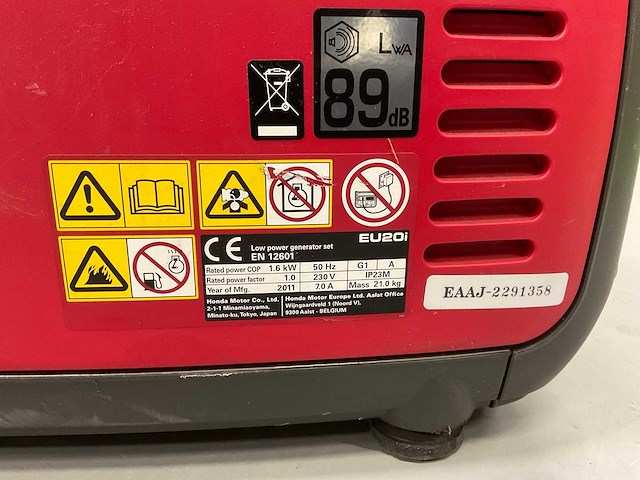 LWA
89dB
CE
Low power generator set
EN 12601
EU20i
Rated power COP 1.6 kW 50 Hz G1 A
Rated power factor 1.0 230 V IP23M
Year of Mfg. 2011 7.0 A Mass 21.0 kg
Honda Motor Co., Ltd. Honda Motor Europe Ltd. Aalst Office
2-1-1 Minamiaoyama, Wijngaardveld 1 (Noord V),
Minato-ku, Tokyo, Japan 9300 Aalst - BELGIUM
EAAJ-2291358